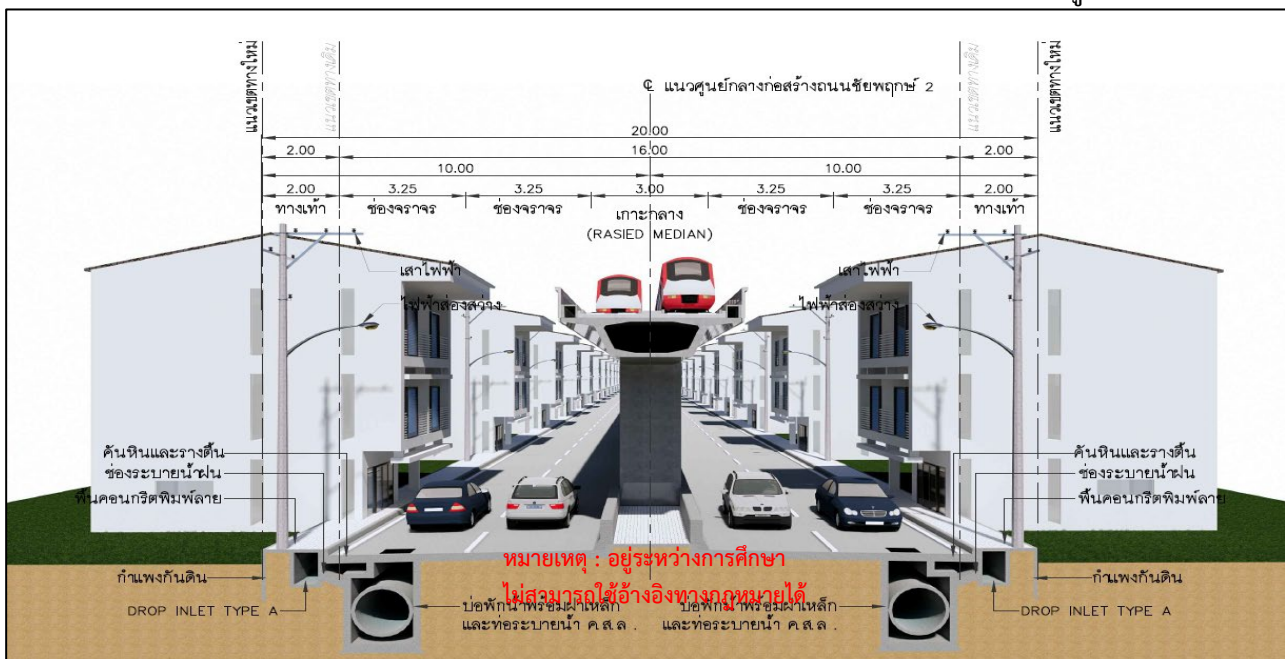 แนวเขตทางใหม่
แนวเขตทางเดิม
℄ แนวศูนย์กลางก่อสร้างถนนชัยพฤกษ์ 2
แนวเขตทางเดิม
แนวเขตทางใหม่
20.00
2.00 16.00 2.00
10.00 10.00
2.00 3.25 3.25 3.00 3.25 3.25 2.00
ทางเท้า ช่องจราจร ช่องจราจร เกาะกลาง ช่องจราจร ช่องจราจร ทางเท้า
(RASIED MEDIAN)
เสาไฟฟ้า เสาไฟฟ้า
ไฟฟ้าส่องสว่าง ไฟฟ้าส่องสว่าง
คันหินและรางตื้น คันหินและรางตื้น
ช่องระบายน้ำฝน ช่องระบายน้ำฝน
พื้นคอนกรีตพิมพ์ลาย พื้นคอนกรีตพิมพ์ลาย
หมายเหตุ : อยู่ระหว่างการศึกษา
ไม่สามารถใช้อ้างอิงทางกฎหมายได้
กำแพงกันดิน กำแพงกันดิน
DROP INLET TYPE A DROP INLET TYPE A
บ่อพักน้ำพร้อมฝาเหล็ก บ่อพักน้ำพร้อมฝาเหล็ก
และท่อระบายน้ำ ค.ส.ล. และท่อระบายน้ำ ค.ส.ล.